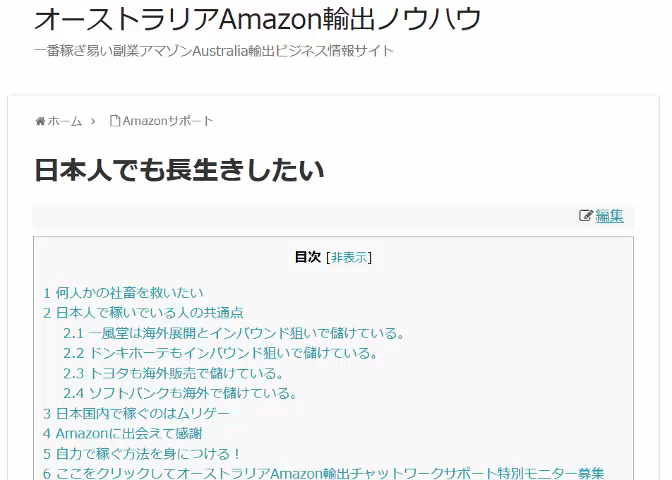 オーストラリアAmazon輸出ノウハウ
一番稼ぎ易い副業アマゾンAustralia輸出ビジネス情報サイト
ホーム › Amazonサポート
日本人でも長生きしたい
編集
目次 [非表示]
1 何人かの社畜を救いたい
2 日本人で稼いでいる人の共通点
2.1 一風堂は海外展開とインバウンド狙いで儲けている。
2.2 ドンキホーテもインバウンド狙いで儲けている。
2.3 トヨタも海外販売で儲けている。
2.4 ソフトバンクも海外で儲けている。
3 日本国内で稼ぐのはムリゲー
4 Amazonに出会えて感謝
5 自力で稼ぐ方法を身につける！
6 ここをクリックしてオーストラリアAmazon輸出チャットワークサポート特別モニター募集